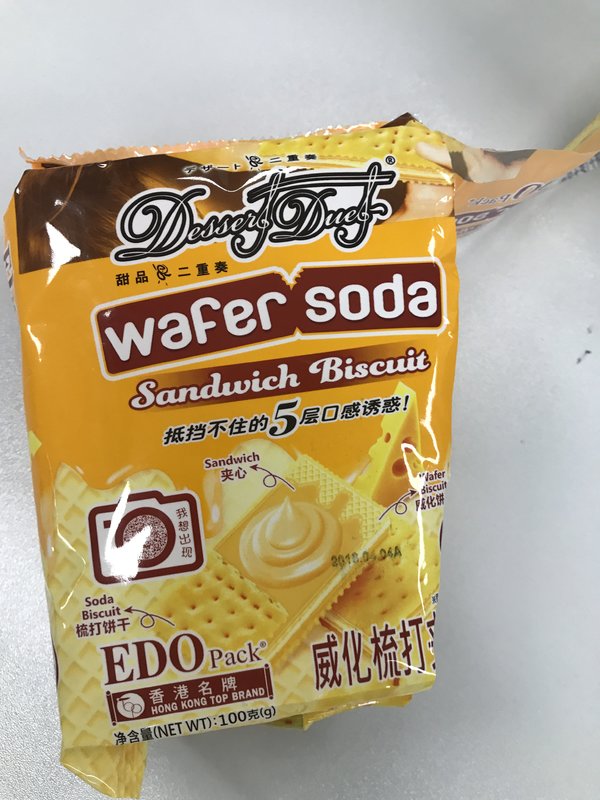 デザート 二重奏
Dessert Duet®
甜品 二重奏
wafer soda
Sandwich Biscuit
抵挡不住的5层口感诱惑!
Sandwich
夹心
Wafer
Biscuit
威化饼
我想出现
Soda
Biscuit
梳打饼干
EDO Pack®
威化梳打
香港名牌
HONG KONG TOP BRAND
净含量(NET WT):100克(g)